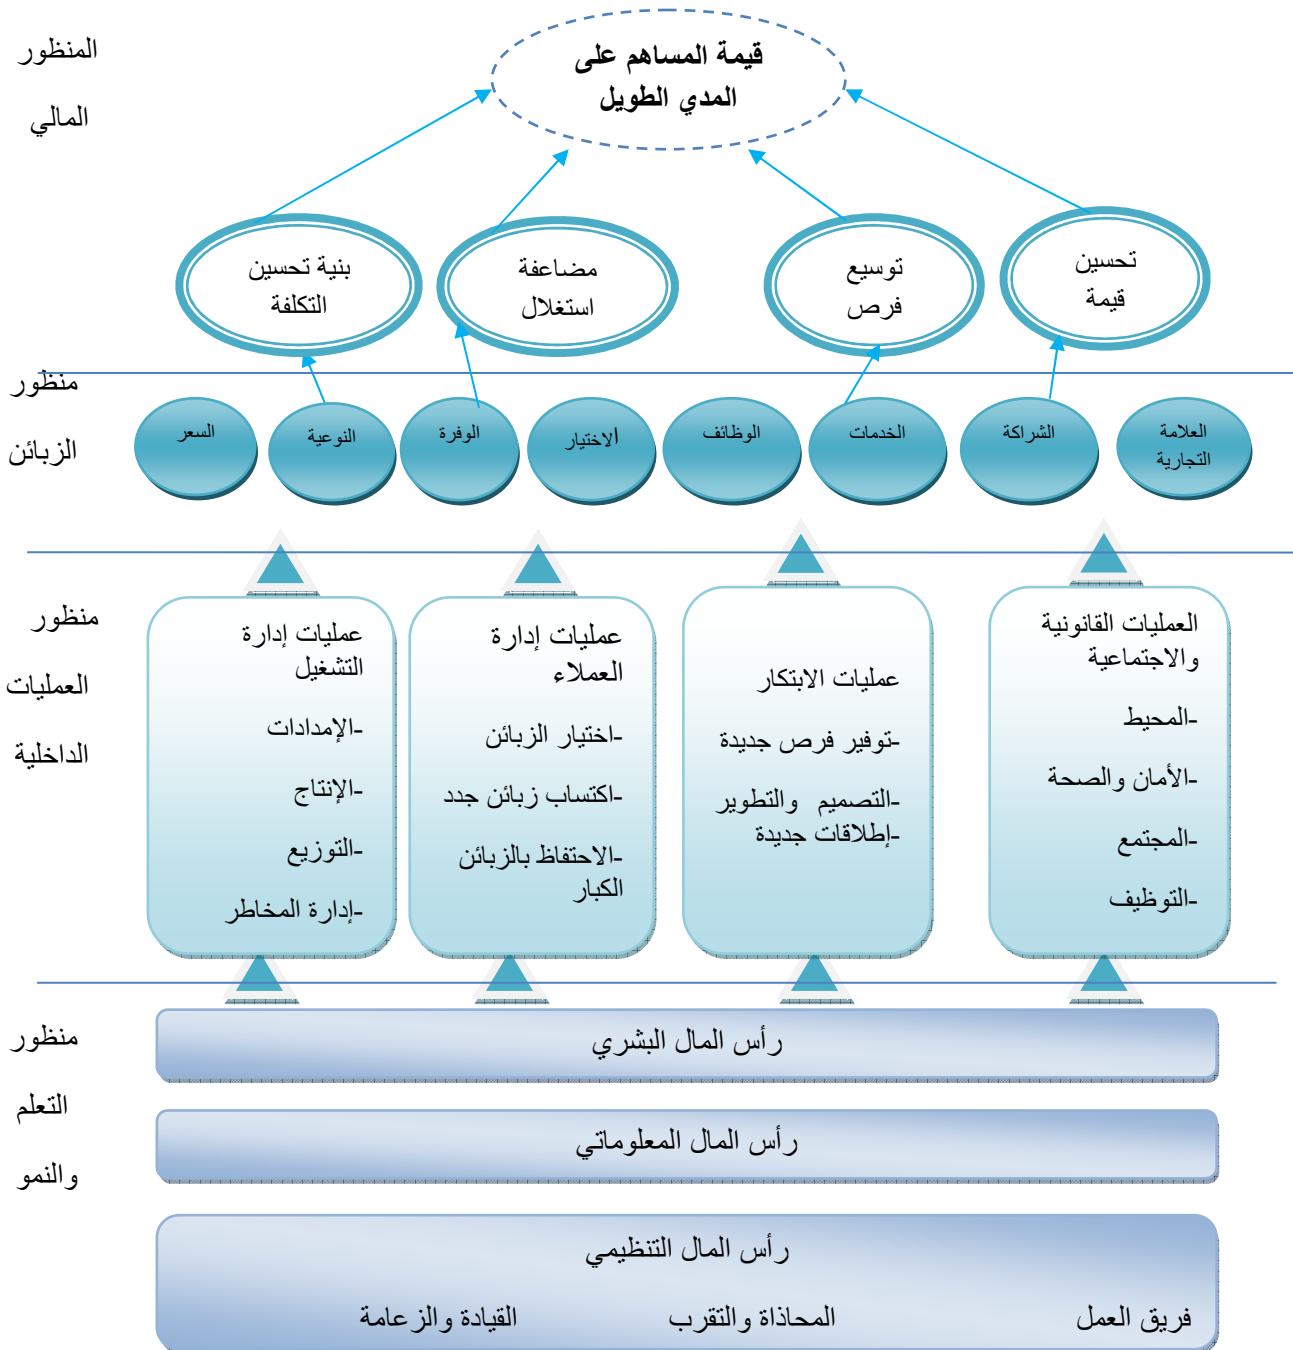 المنظور
المالي
قيمة المساهم على
المدي الطويل
تحسين
قيمة
توسيع
فرص
مضاعفة
استغلال
بنية تحسين
التكلفة
منظور
الزبائن
العلامة
التجارية
الشراكة
الخدمات
الوظائف
الاختيار
الوفرة
النوعية
السعر
منظور
العمليات
الداخلية
العمليات القانونية
والاجتماعية
-المحيط
-الأمان والصحة
-المجتمع
-التوظيف
عمليات الابتكار
-توفير فرص جديدة
-التصميم والتطوير
-إطلاقات جديدة
عمليات إدارة
العملاء
-اختيار الزبائن
-اكتساب زبائن جدد
-الاحتفاظ بالزبائن
الكبار
عمليات إدارة
التشغيل
-الإمدادات
-الإنتاج
-التوزيع
-إدارة المخاطر
منظور
التعلم
والنمو
رأس المال البشري
رأس المال المعلوماتي
رأس المال التنظيمي
فريق العمل المحاذاة والتقرب القيادة والزعامة